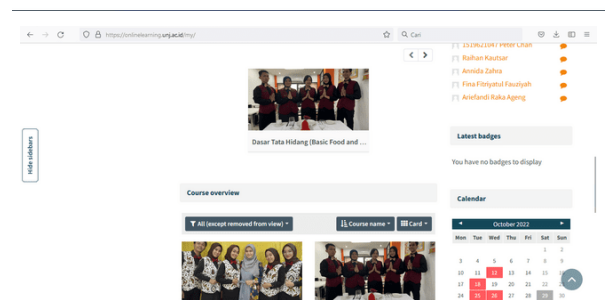 https://onlinelearning.unj.ac.id/my/
Cari
Hide sidebars
Dasar Tata Hidang (Basic Food and ...
Course overview
All (except removed from view)
Course name
Card
1519621047 Peter Chan
Raihan Kautsar
Annida Zahra
Fina Fitriyatul Fauziyah
Ariefandi Raka Ageng
Latest badges
You have no badges to display
Calendar
October 2022
Mon Tue Wed Thu Fri Sat Sun
1 2
3 4 5 6 7 8 9
10 11 12 13 14 15
17 18 19 20 21 22
24 25 26 27 28 29 30